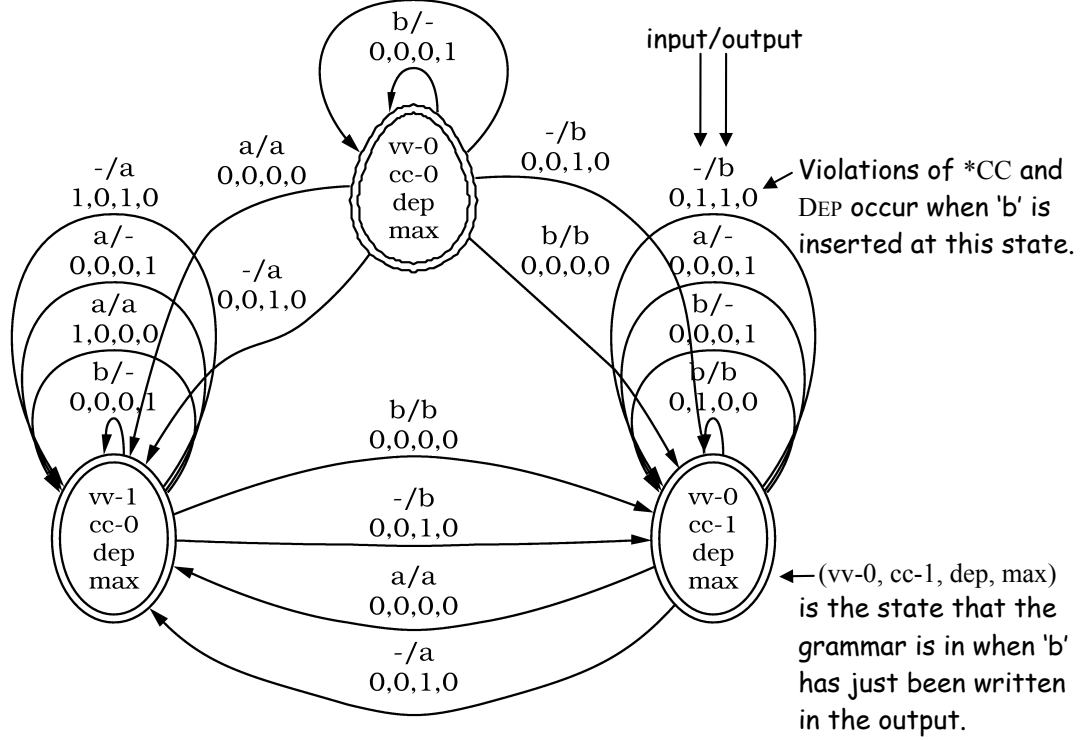 b/-
0,0,0,1
input/output
a/a
0,0,0,0
-/b
0,0,1,0
vv-0
cc-0
dep
max
-/a
1,0,1,0
a/-
0,0,0,1
a/a
1,0,0,0
b/-
0,0,0,1
-/a
0,0,1,0
b/b
0,0,0,0
-/b
0,1,1,0
a/-
0,0,0,1
b/-
0,0,0,1
b/b
0,1,0,0
Violations of *CC and
DEP occur when ‘b’ is
inserted at this state.
b/b
0,0,0,0
-/b
0,0,1,0
a/a
0,0,0,0
-/a
0,0,1,0
vv-1
cc-0
dep
max
vv-0
cc-1
dep
max
(vv-0, cc-1, dep, max)
is the state that the
grammar is in when ‘b’
has just been written
in the output.